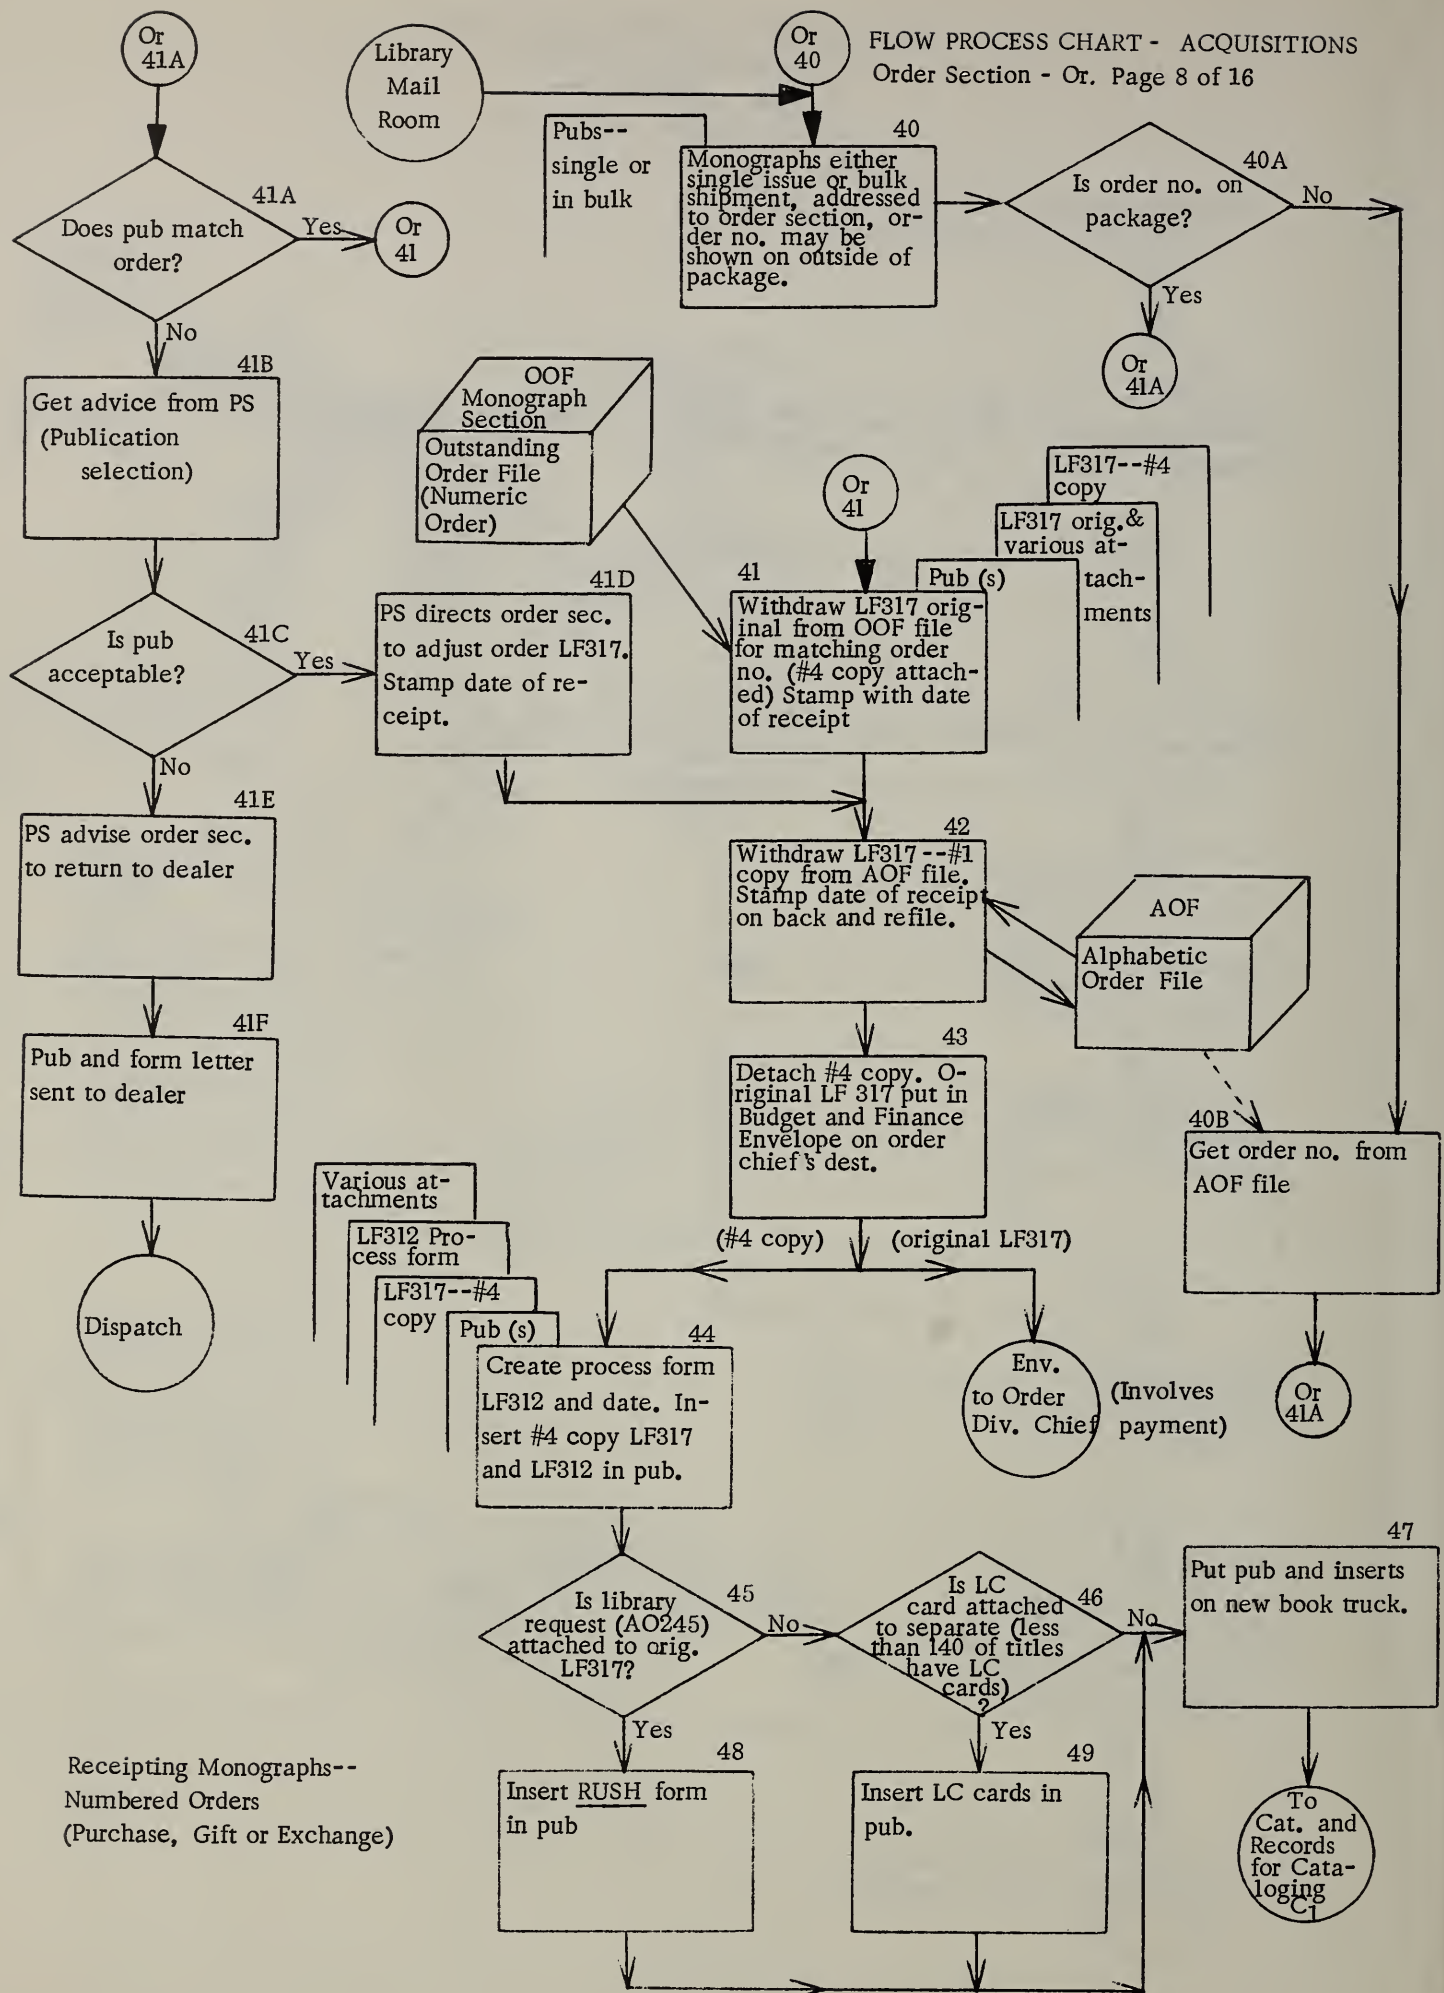 FLOW PROCESS CHART - ACQUISITIONS
Order Section - Or. Page 8 of 16
Or
41A
Library
Mail
Room
Or
40
Pubs--
single or
in bulk
40
Monographs either
single issue or bulk
shipment, addressed
to order section, or-
der no. may be
shown on outside of
package.
40A
Is order no. on
package?
No
Yes
Or
41A
41A
Does pub match
order?
Yes
Or
41
No
41B
Get advice from PS
(Publication
selection)
OOF
Monograph
Section
Outstanding
Order File
(Numeric
Order)
Or
41
LF317--#4
copy
LF317 orig.&
various at-
tach-
ments
Pub (s)
41
Withdraw LF317 orig-
inal from OOF file
for matching order
no. (#4 copy attach-
ed) Stamp with date
of receipt
41C
Is pub
acceptable?
Yes
41D
PS directs order sec.
to adjust order LF317.
Stamp date of re-
ceipt.
No
41E
PS advise order sec.
to return to dealer
42
Withdraw LF317--#1
copy from AOF file.
Stamp date of receipt
on back and refile.
AOF
Alphabetic
Order File
41F
Pub and form letter
sent to dealer
43
Detach #4 copy. O-
riginal LF 317 put in
Budget and Finance
Envelope on order
chief's dest.
40B
Get order no. from
AOF file
(#4 copy)
(original LF317)
Dispatch
Various at-
tachments
LF312 Pro-
cess form
LF317--#4
copy
Pub (s)
44
Create process form
LF312 and date. In-
sert #4 copy LF317
and LF312 in pub.
Env.
to Order
Div. Chief
(Involves
payment)
Or
41A
45
Is library
request (AO245)
attached to orig.
LF317?
No
46
Is LC
card attached
to separate (less
than 140 of titles
have LC
cards)
?
No
47
Put pub and inserts
on new book truck.
Yes
48
Insert RUSH form
in pub
Yes
49
Insert LC cards in
pub.
To
Cat. and
Records
for Cata-
loging
C1
Receipting Monographs--
Numbered Orders
(Purchase, Gift or Exchange)